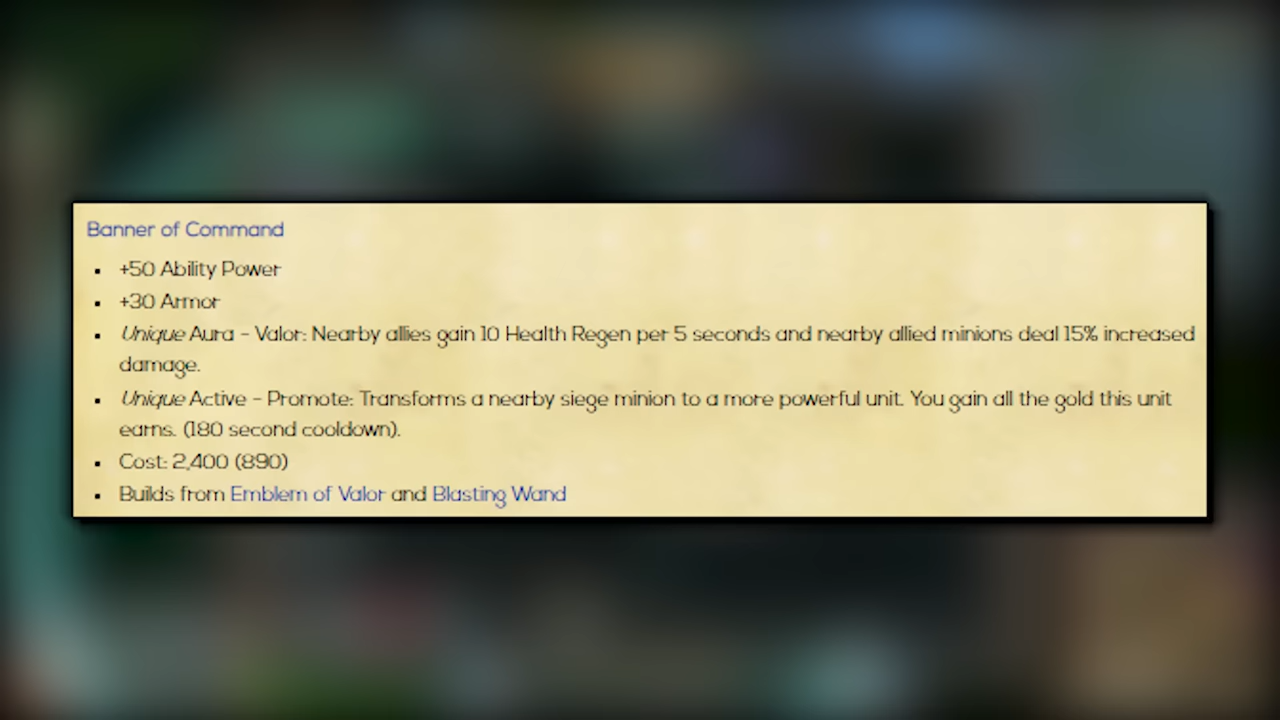 Banner of Command
• +50 Ability Power
• +30 Armor
• Unique Aura - Valor: Nearby allies gain 10 Health Regen per 5 seconds and nearby allied minions deal 15% increased
damage.
• Unique Active - Promote: Transforms a nearby siege minion to a more powerful unit. You gain all the gold this unit
earns. (180 second cooldown).
• Cost: 2,400 (890)
• Builds from Emblem of Valor and Blasting Wand